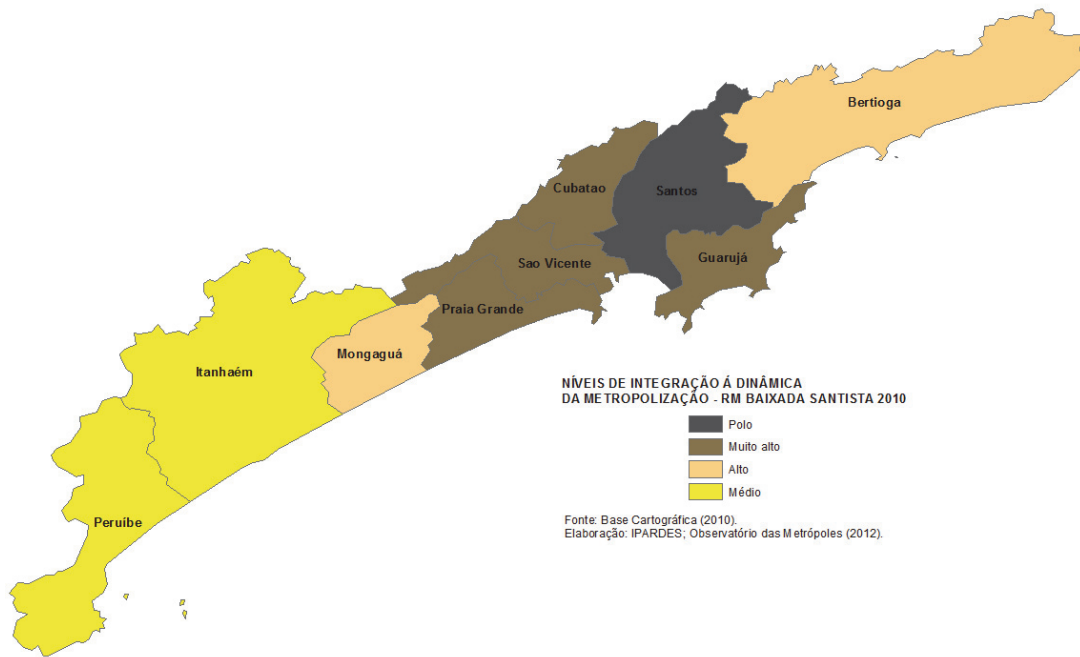 Bertioga
Cubatao
Santos
Sao Vicente
Guarujá
Praia Grande
Mongaguá
Itanhaém
Peruíbe
NÍVEIS DE INTEGRAÇÃO Á DINÂMICA
DA METROPOLIZAÇÃO - RM BAIXADA SANTISTA 2010
Polo
Muito alto
Alto
Médio
Fonte: Base Cartográfica (2010).
Elaboração: IPARDES; Observatório das Metrópoles (2012).